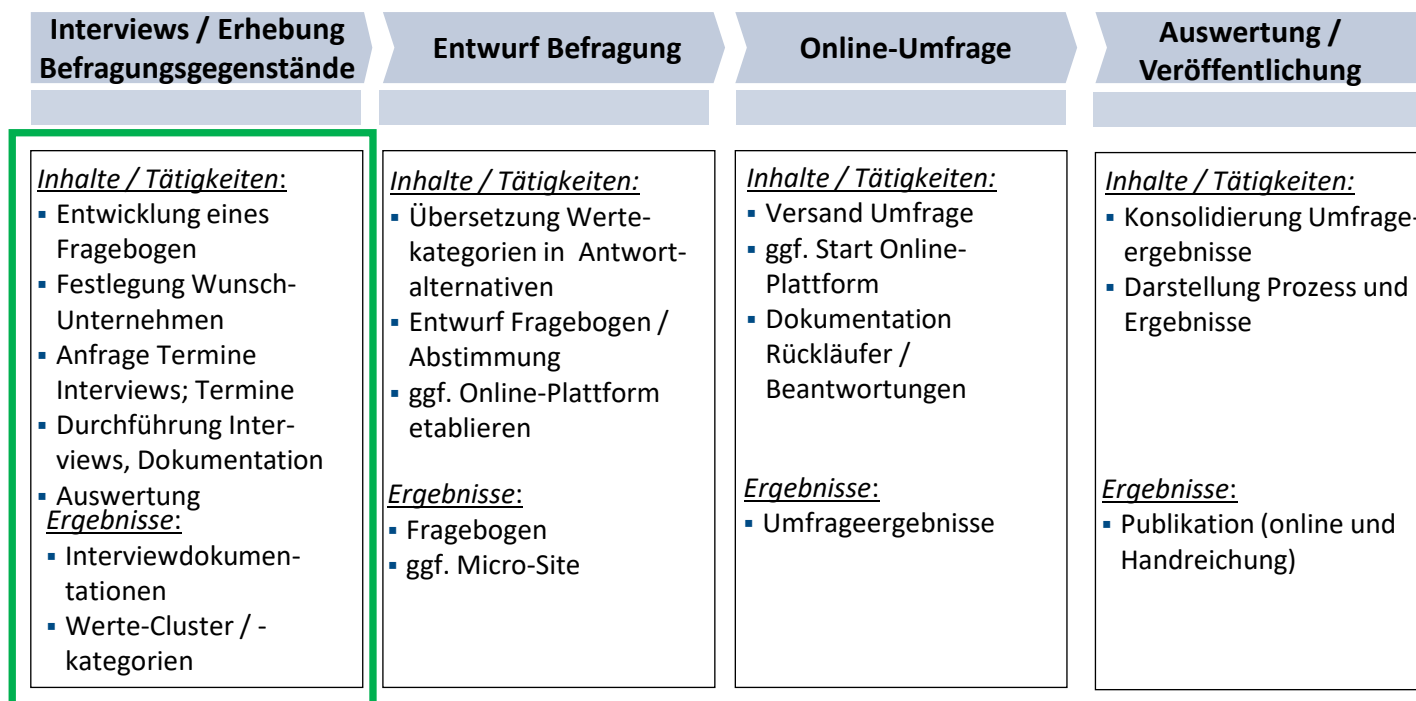 Interviews / Erhebung
Befragungsgegenstände
Entwurf Befragung
Online-Umfrage
Auswertung /
Veröffentlichung
Inhalte / Tätigkeiten:
▪ Entwicklung eines
Fragebogen
▪ Festlegung Wunsch-
Unternehmen
▪ Anfrage Termine
Interviews; Termine
▪ Durchführung Inter-
views, Dokumentation
▪ Auswertung
Ergebnisse:
▪ Interviewdokumen-
tationen
▪ Werte-Cluster / -
kategorien
Inhalte / Tätigkeiten:
▪ Übersetzung Werte-
kategorien in Antwort-
alternativen
▪ Entwurf Fragebogen /
Abstimmung
▪ ggf. Online-Plattform
etablieren
Ergebnisse:
▪ Fragebogen
▪ ggf. Micro-Site
Inhalte / Tätigkeiten:
▪ Versand Umfrage
▪ ggf. Start Online-
Plattform
▪ Dokumentation
Rückläufer /
Beantwortungen
Ergebnisse:
▪ Umfrageergebnisse
Inhalte / Tätigkeiten:
▪ Konsolidierung Umfrage-
ergebnisse
▪ Darstellung Prozess und
Ergebnisse
Ergebnisse:
▪ Publikation (online und
Handreichung)